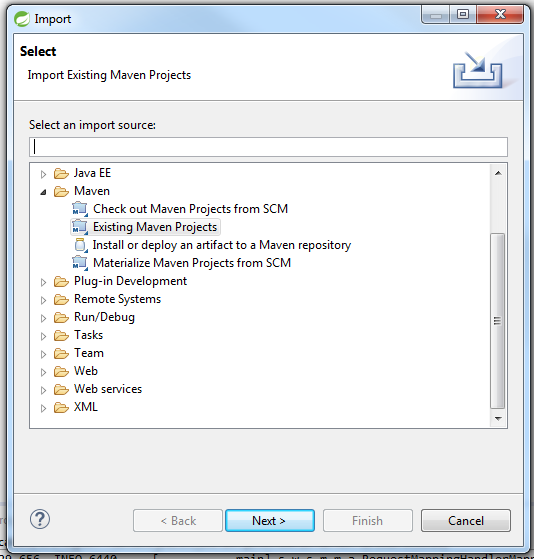 Import
Select
Import Existing Maven Projects
Select an import source:
Java EE
Maven
Check out Maven Projects from SCM
Existing Maven Projects
Install or deploy an artifact to a Maven repository
Materialize Maven Projects from SCM
Plug-in Development
Remote Systems
Run/Debug
Tasks
Team
Web
Web services
XML
? < Back Next > Finish Cancel